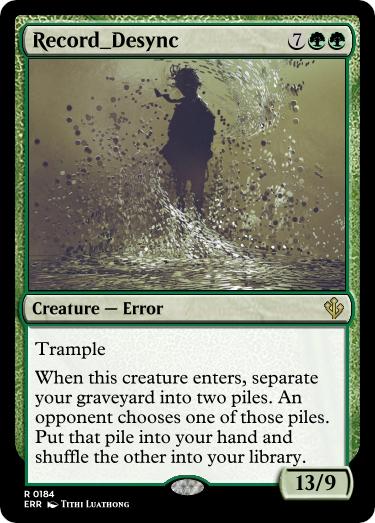 Record_Desync 7
Creature — Error
Trample
When this creature enters, separate
your graveyard into two piles. An
opponent chooses one of those piles.
Put that pile into your hand and
shuffle the other into your library.
13/9
R 0184
ERR Tithi Luathong